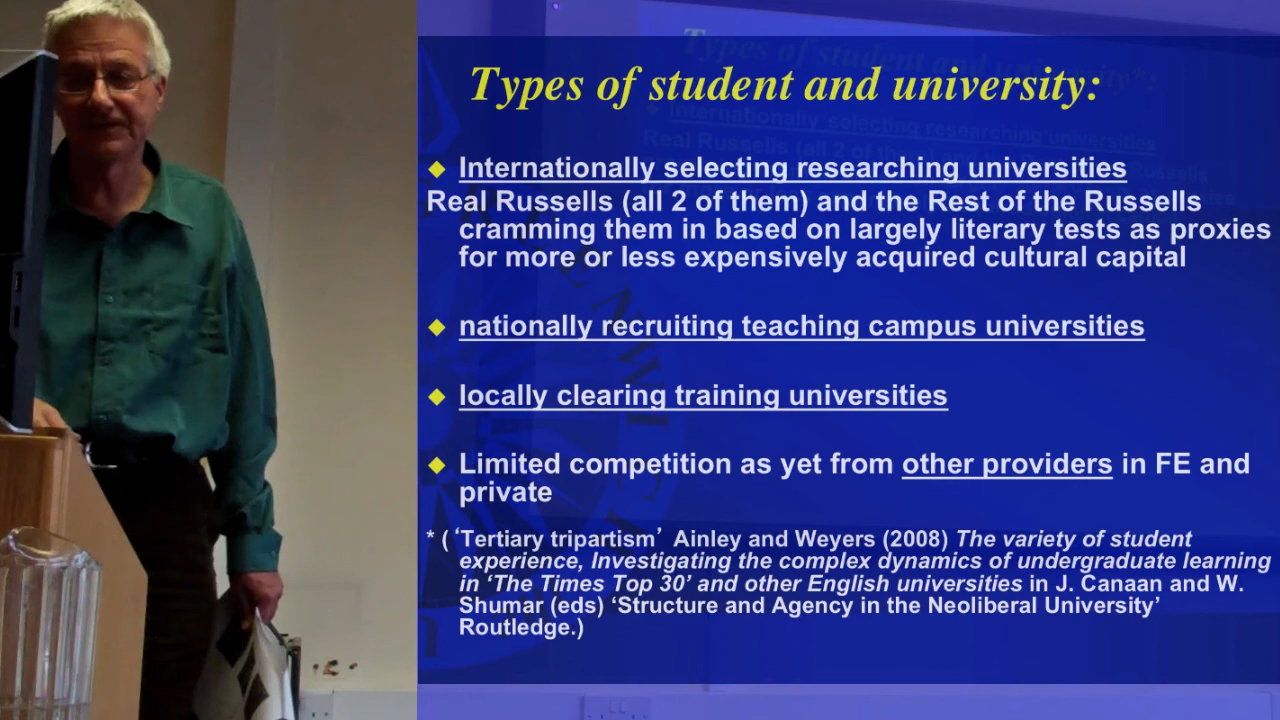 Types of student and university:
Internationally selecting researching universities
Real Russells (all 2 of them) and the Rest of the Russells
cramming them in based on largely literary tests as proxies
for more or less expensively acquired cultural capital
nationally recruiting teaching campus universities
locally clearing training universities
Limited competition as yet from other providers in FE and
private
* (‘Tertiary tripartism’ Ainley and Weyers (2008) The variety of student
experience, Investigating the complex dynamics of undergraduate learning
in ‘The Times Top 30’ and other English universities in J. Canaan and W.
Shumar (eds) ‘Structure and Agency in the Neoliberal University’
Routledge.)